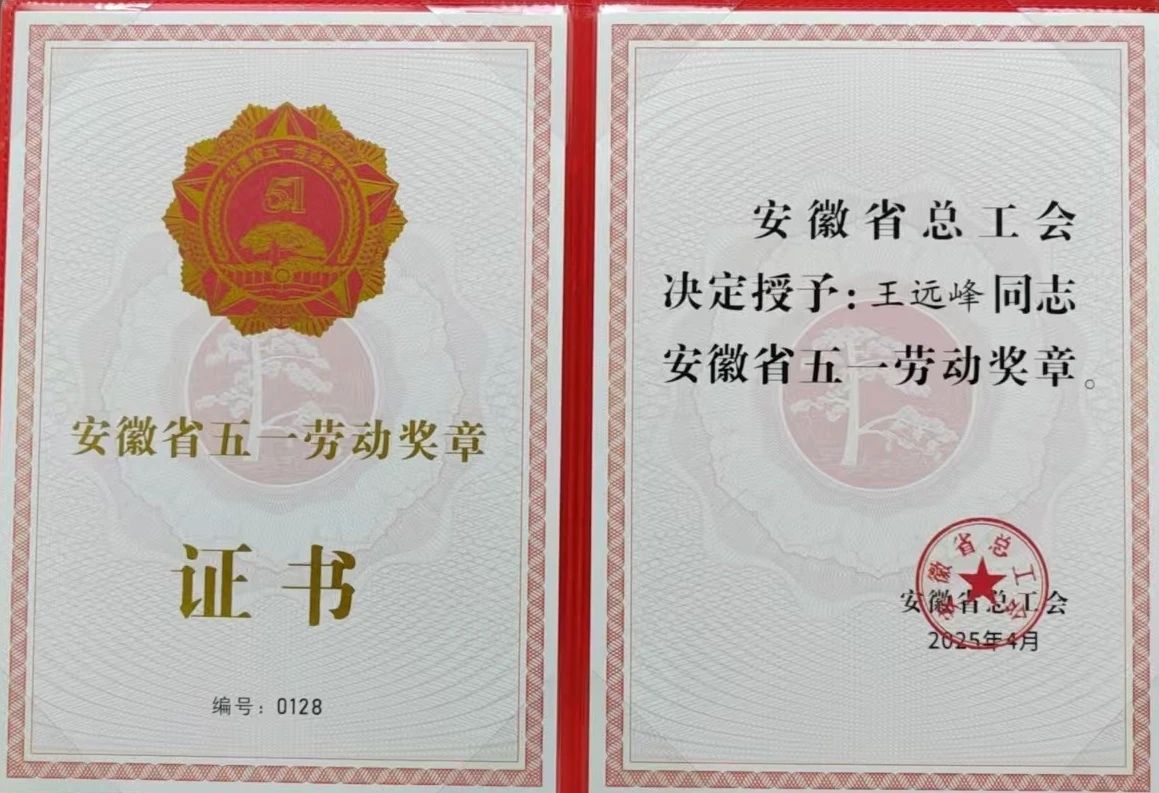 安徽省五一劳动奖章
51
安徽省五一劳动奖章
证书
编号：0128
安徽省总工会
决定授予：王远峰同志
安徽省五一劳动奖章。
安徽省总工会
安徽省总工会
2025年4月